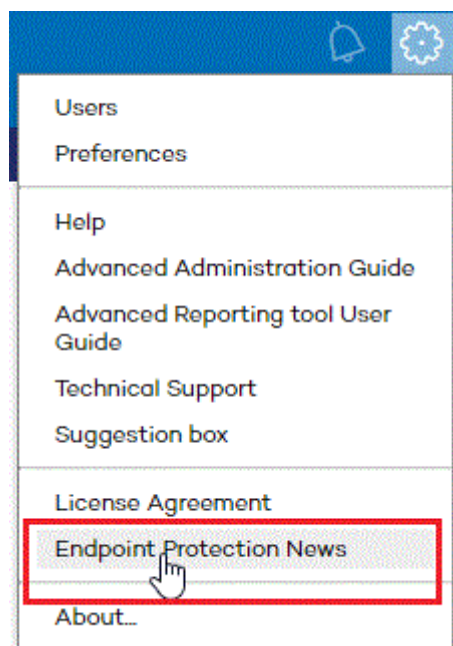 Users
Preferences
Help
Advanced Administration Guide
Advanced Reporting tool User
Guide
Technical Support
Suggestion box
License Agreement
Endpoint Protection News
About...